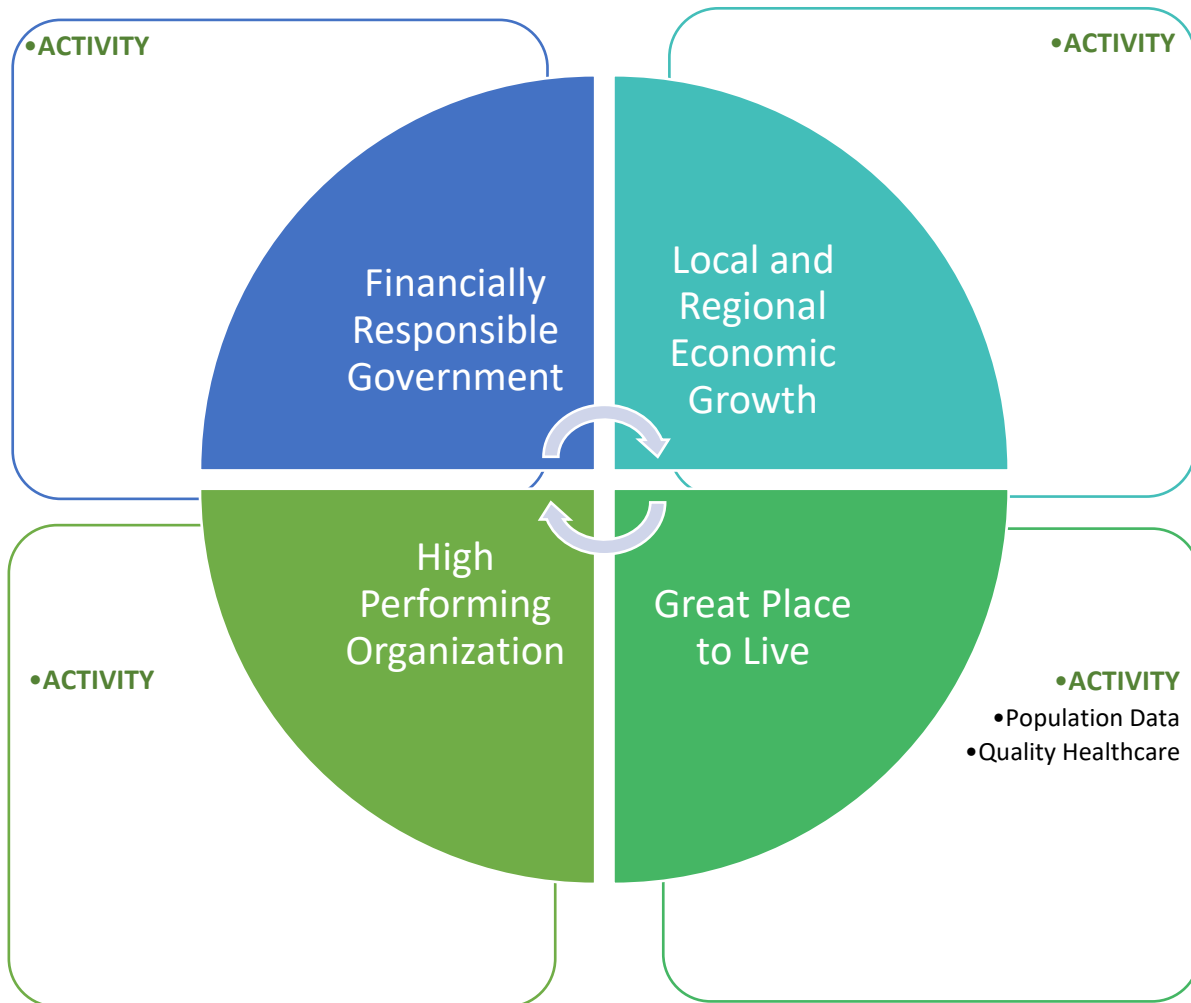 •ACTIVITY
•ACTIVITY
Financially
Responsible
Government
Local and
Regional
Economic
Growth
High
Performing
Organization
Great Place
to Live
•ACTIVITY
•ACTIVITY
•Population Data
•Quality Healthcare